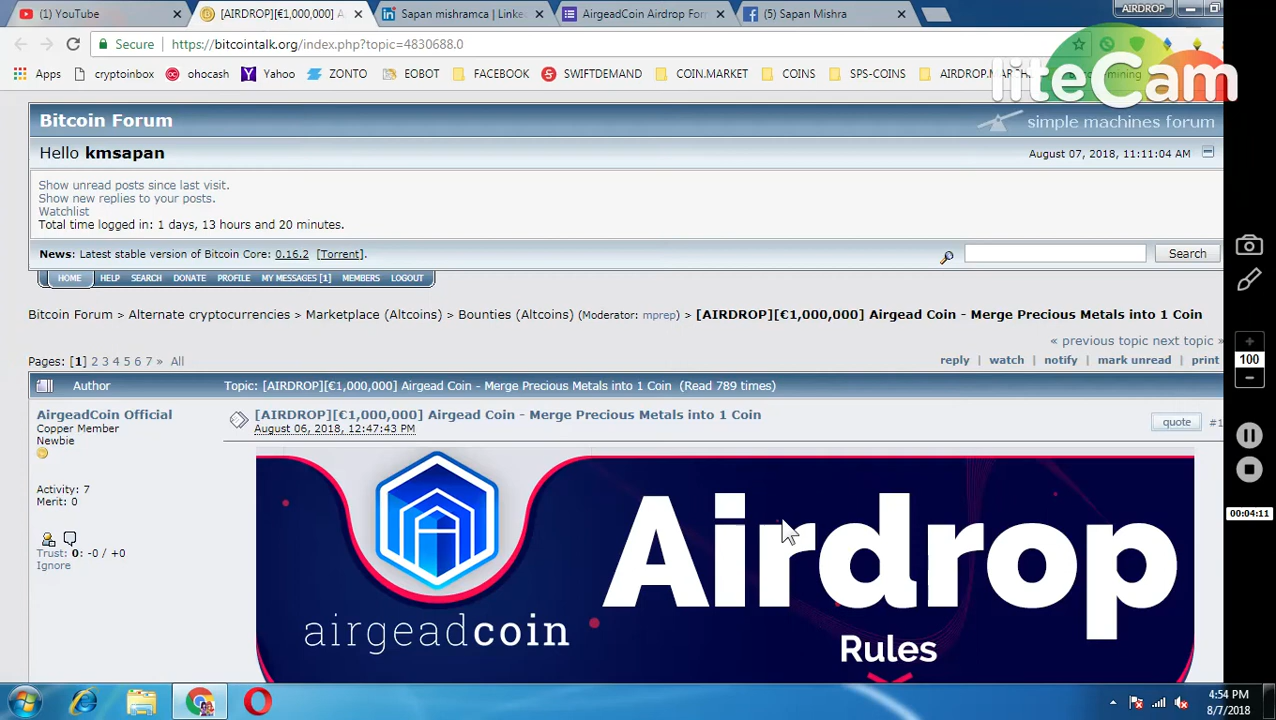 (1) YouTube
[AIRDROP][€1,000,000] A
Sapan mishramça | Linke
AirgeadCoin Airdrop For
(5) Sapan Mishra
AIRDROP
Secure
https://bitcointalk.org/index.php?topic=4830688.0
Apps
cryptoinbox
ohocash
Yahoo
ZONTO
EOBOT
FACEBOOK
SWIFTDEMAND
COIN.MARKET
COINS
SPS-COINS
mining
liteCam
Bitcoin Forum
simple machines forum
Hello kmsapan
August 07, 2018, 11:11:04 AM
Show unread posts since last visit.
Show new replies to your posts.
Watchlist
Total time logged in: 1 days, 13 hours and 20 minutes.
News: Latest stable version of Bitcoin Core: 0.16.2 [Torrent].
Search
HOME HELP SEARCH DONATE PROFILE MY MESSAGES [1] MEMBERS LOGOUT
Bitcoin Forum > Alternate cryptocurrencies > Marketplace (Altcoins) > Bounties (Altcoins) (Moderator: mprep) > [AIRDROP][€1,000,000] Airgead Coin - Merge Precious Metals into 1 Coin
« previous topic next topic »
Pages: [1] 2 3 4 5 6 7 » All
reply watch notify mark unread print
Author
Topic: [AIRDROP][€1,000,000] Airgead Coin - Merge Precious Metals into 1 Coin (Read 789 times)
AirgeadCoin Official
Copper Member
Newbie
Activity: 7
Merit: 0
Trust: 0: -0 / +0
Ignore
[AIRDROP][€1,000,000] Airgead Coin - Merge Precious Metals into 1 Coin
August 06, 2018, 12:47:43 PM
quote
#1
airgeadcoin
Airdrop
Rules
100
00:04:11
4:54 PM
8/7/2018